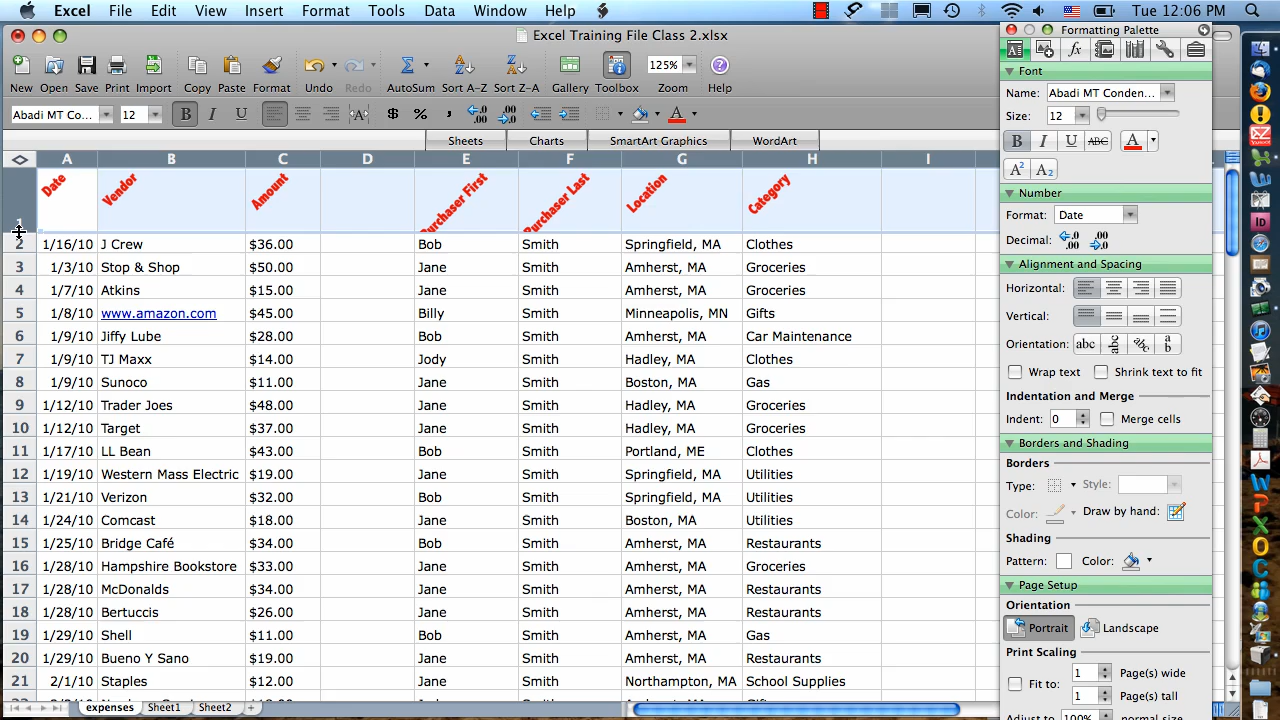 Excel File Edit View Insert Format Tools Data Window Help Tue 12:06 PM
Excel Training File Class 2.xlsx
Formatting Palette
New Open Save Print Import Copy Paste Format Undo Redo AutoSum Sort A-Z Sort Z-A Gallery Toolbox Zoom Help
125%
Abadi MT Co... 12 B I U $ % ,
Sheets Charts SmartArt Graphics WordArt
A B C D E F G H I
1 Date Vendor Amount Purchaser First Purchaser Last Location Category
2 1/16/10 J Crew $36.00 Bob Smith Springfield, MA Clothes
3 1/3/10 Stop & Shop $50.00 Jane Smith Amherst, MA Groceries
4 1/7/10 Atkins $15.00 Jane Smith Amherst, MA Groceries
5 1/8/10 www.amazon.com $45.00 Billy Smith Minneapolis, MN Gifts
6 1/9/10 Jiffy Lube $28.00 Bob Smith Amherst, MA Car Maintenance
7 1/9/10 TJ Maxx $14.00 Jody Smith Hadley, MA Clothes
8 1/9/10 Sunoco $11.00 Jane Smith Boston, MA Gas
9 1/12/10 Trader Joes $48.00 Jane Smith Hadley, MA Groceries
10 1/12/10 Target $37.00 Jane Smith Hadley, MA Groceries
11 1/17/10 LL Bean $43.00 Bob Smith Portland, ME Clothes
12 1/19/10 Western Mass Electric $39.00 Jane Smith Springfield, MA Utilities
13 1/21/10 Verizon $32.00 Bob Smith Springfield, MA Utilities
14 1/24/10 Comcast $18.00 Jane Smith Boston, MA Utilities
15 1/25/10 Bridge Café $34.00 Bob Smith Amherst, MA Restaurants
16 1/28/10 Hampshire Bookstore $33.00 Jane Smith Amherst, MA Groceries
17 1/28/10 McDonalds $34.00 Jane Smith Amherst, MA Restaurants
18 1/28/10 Bertuccis $26.00 Jane Smith Amherst, MA Restaurants
19 1/29/10 Shell $11.00 Bob Smith Amherst, MA Gas
20 1/29/10 Bueno Y Sano $19.00 Jane Smith Amherst, MA Restaurants
21 2/1/10 Staples $12.00 Jane Smith Northampton, MA School Supplies
expenses Sheet1 Sheet2
Font
Name: Abadi MT Conden...
Size: 12
B I U ABC A
A2 A2
Number
Format: Date
Decimal: .0 .00 .00 .0
Alignment and Spacing
Horizontal:
Vertical:
Orientation: abc
Wrap text Shrink text to fit
Indentation and Merge
Indent: 0 Merge cells
Borders and Shading
Borders
Type: Style:
Color: Draw by hand:
Shading
Pattern: Color:
Page Setup
Orientation
Portrait Landscape
Print Scaling
Fit to: 1 Page(s) wide
1 Page(s) tall
Adjust to 100% normal size